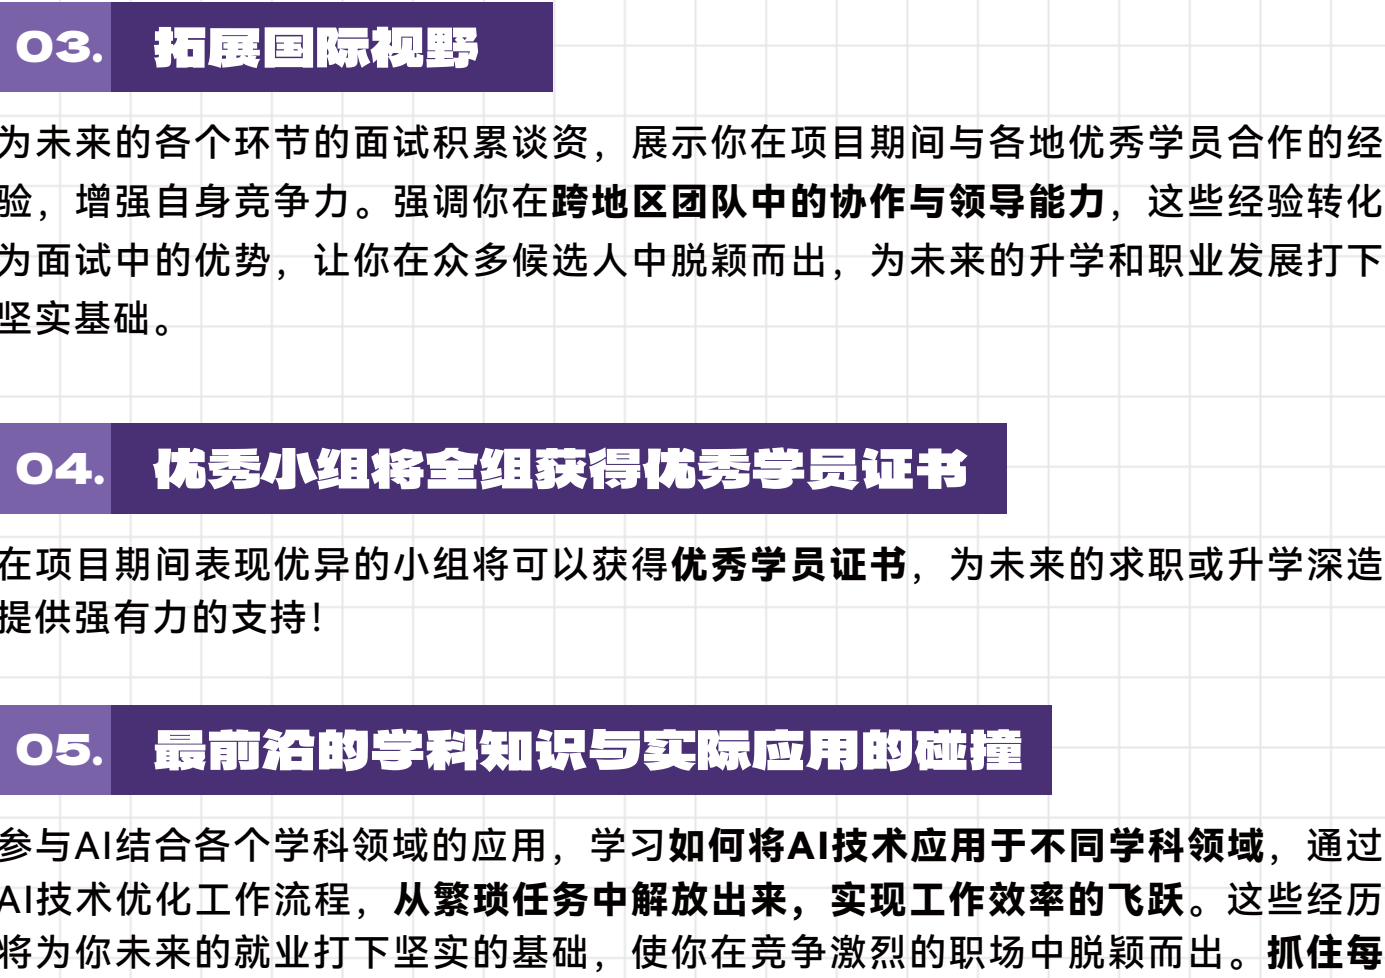 03. 拓展国际视野
为未来的各个环节的面试积累谈资，展示你在项目期间与各地优秀学员合作的经
验，增强自身竞争力。强调你在跨地区团队中的协作与领导能力，这些经验转化
为面试中的优势，让你在众多候选人中脱颖而出，为未来的升学和职业发展打下
坚实基础。
04. 优秀小组将全组获得优秀学员证书
在项目期间表现优异的小组将可以获得优秀学员证书，为未来的求职或升学深造
提供强有力的支持！
05. 最前沿的学科知识与实际应用的碰撞
参与AI结合各个学科领域的应用，学习如何将AI技术应用于不同学科领域，通过
AI技术优化工作流程，从繁琐任务中解放出来，实现工作效率的飞跃。这些经历
将为你未来的就业打下坚实的基础，使你在竞争激烈的职场中脱颖而出。抓住每